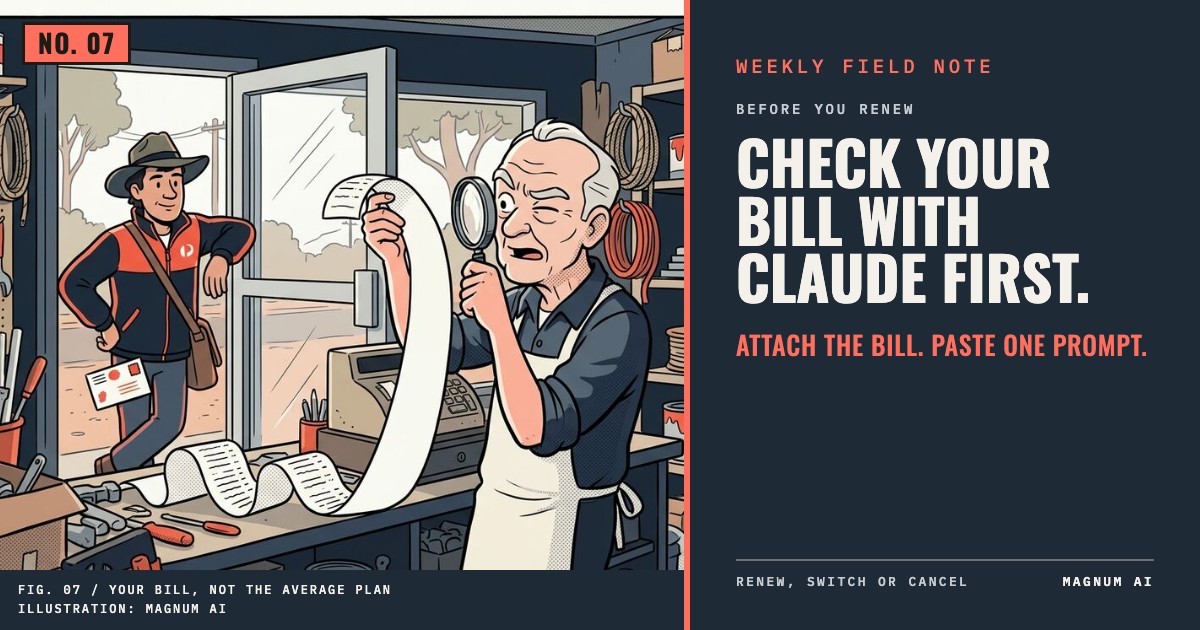 NO. 07
FIG. 07 / YOUR BILL, NOT THE AVERAGE PLAN
ILLUSTRATION: MAGNUM AI
WEEKLY FIELD NOTE
BEFORE YOU RENEW
CHECK YOUR
BILL WITH
CLAUDE FIRST.
ATTACH THE BILL. PASTE ONE PROMPT.
RENEW, SWITCH OR CANCEL
MAGNUM AI